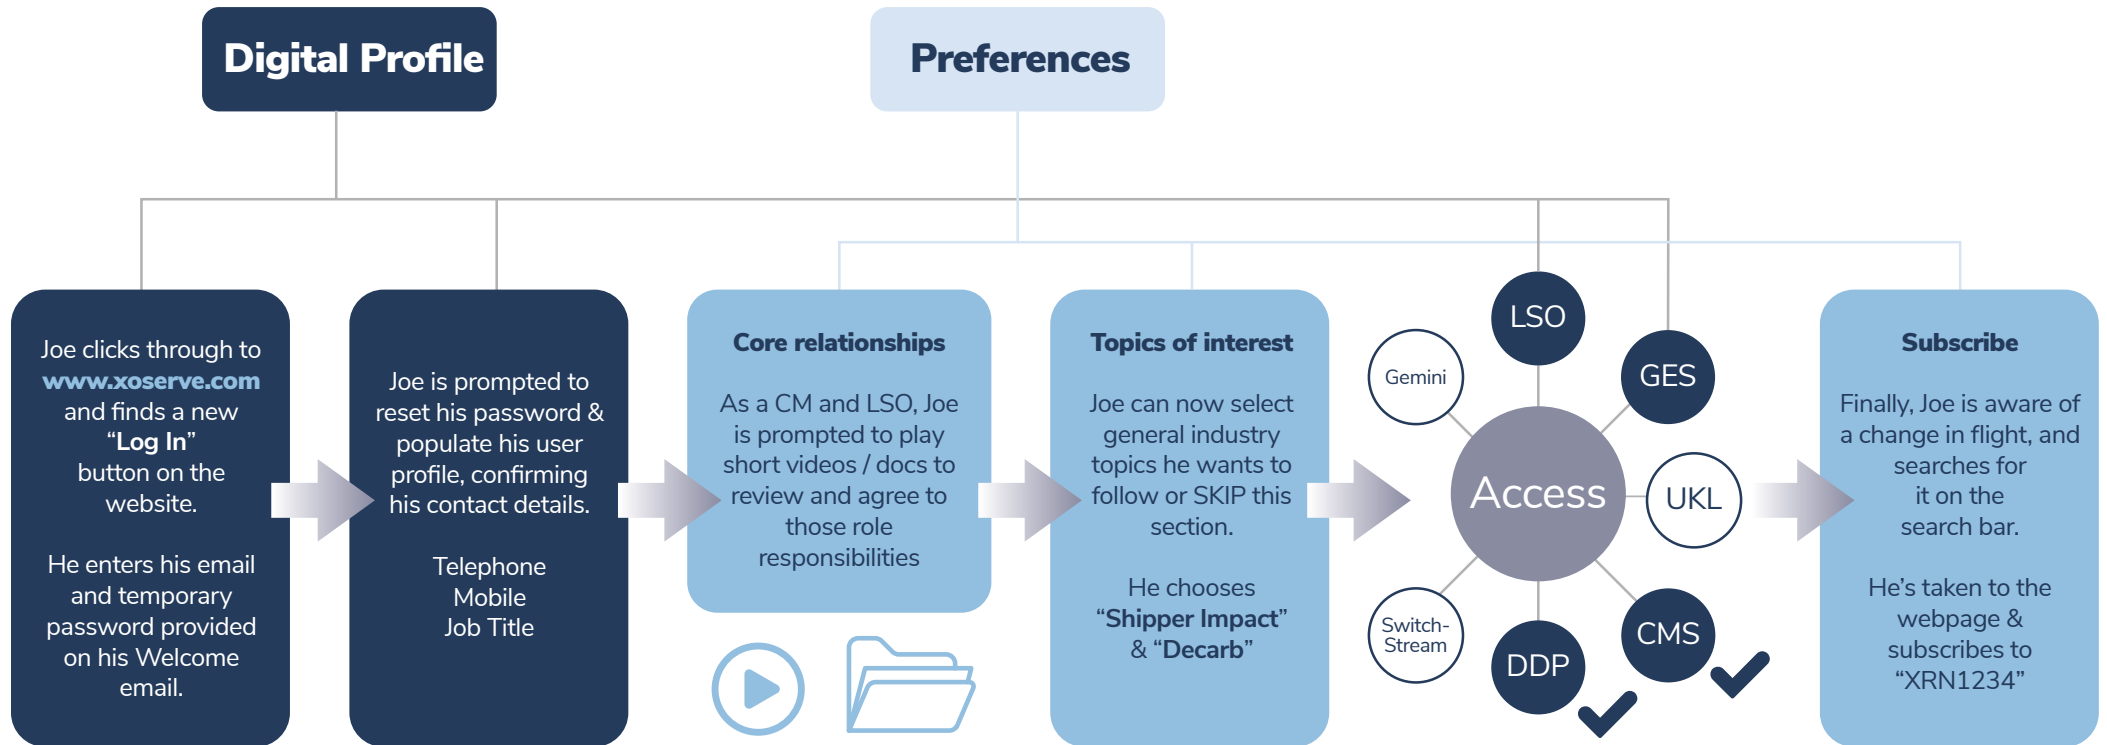 Digital Profile
Preferences
Joe clicks through to
www.xoserve.com
and finds a new
“Log In”
button on the
website.
He enters his email
and temporary
password provided
on his Welcome
email.
Joe is prompted to
reset his password &
populate his user
profile, confirming
his contact details.
Telephone
Mobile
Job Title
Core relationships
As a CM and LSO, Joe
is prompted to play
short videos / docs to
review and agree to
those role
responsibilities
Topics of interest
Joe can now select
general industry
topics he wants to
follow or SKIP this
section.
He chooses
“Shipper Impact”
& “Decarb”
LSO
Gemini
GES
Access
UKL
Switch-
Stream
DDP
CMS
Subscribe
Finally, Joe is aware of
a change in flight, and
searches for
it on the
search bar.
He’s taken to the
webpage &
subscribes to
“XRN1234”